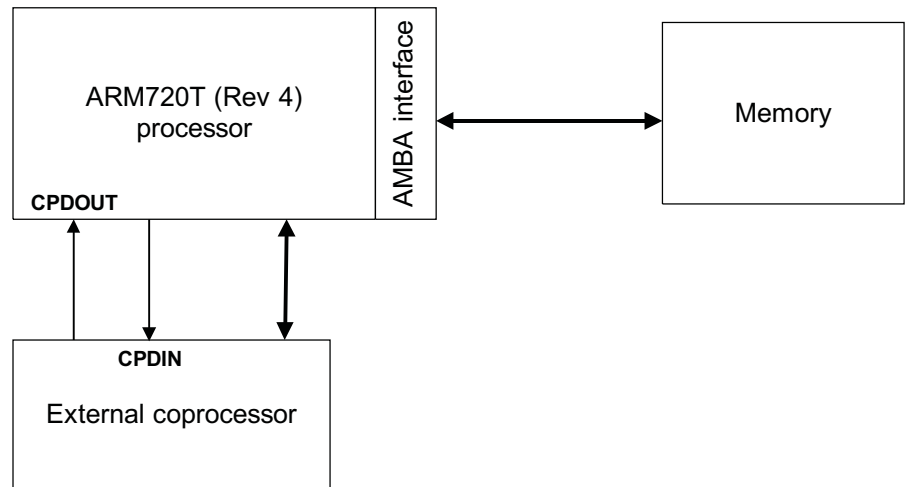 ARM720T (Rev 4)
processor
AMBA interface
Memory
CPDOUT
CPDIN
External coprocessor